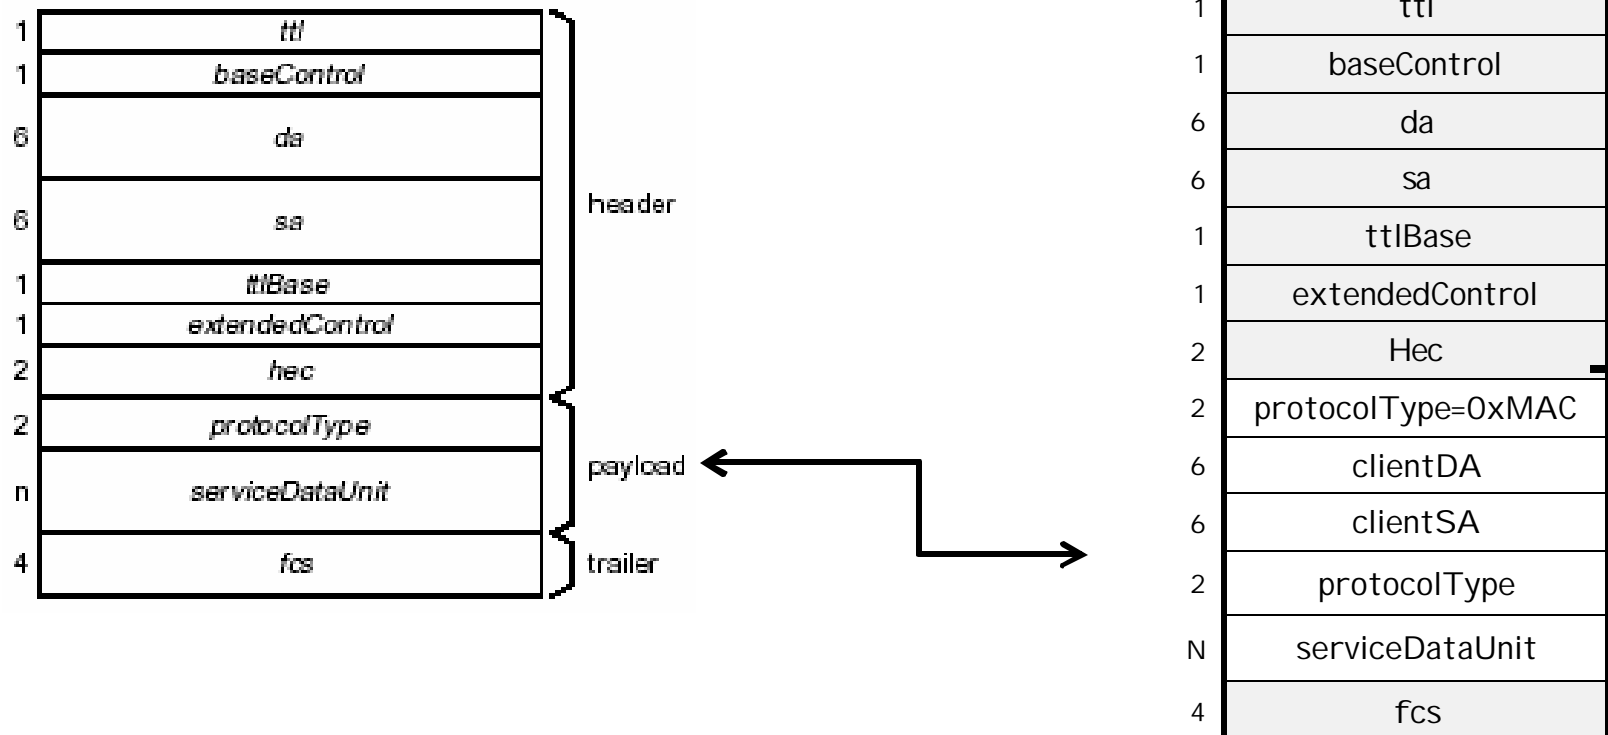 1 ttl
1 baseControl
6 da
6 sa
1 ttlBase
1 extendedControl
2 hec
2 protocolType
n serviceDataUnit
4 fcs
header
payload
trailer
1 ttl
1 baseControl
6 da
6 sa
1 ttlBase
1 extendedControl
2 Hec
2 protocolType=0xMAC
6 clientDA
6 clientSA
2 protocolType
N serviceDataUnit
4 fcs